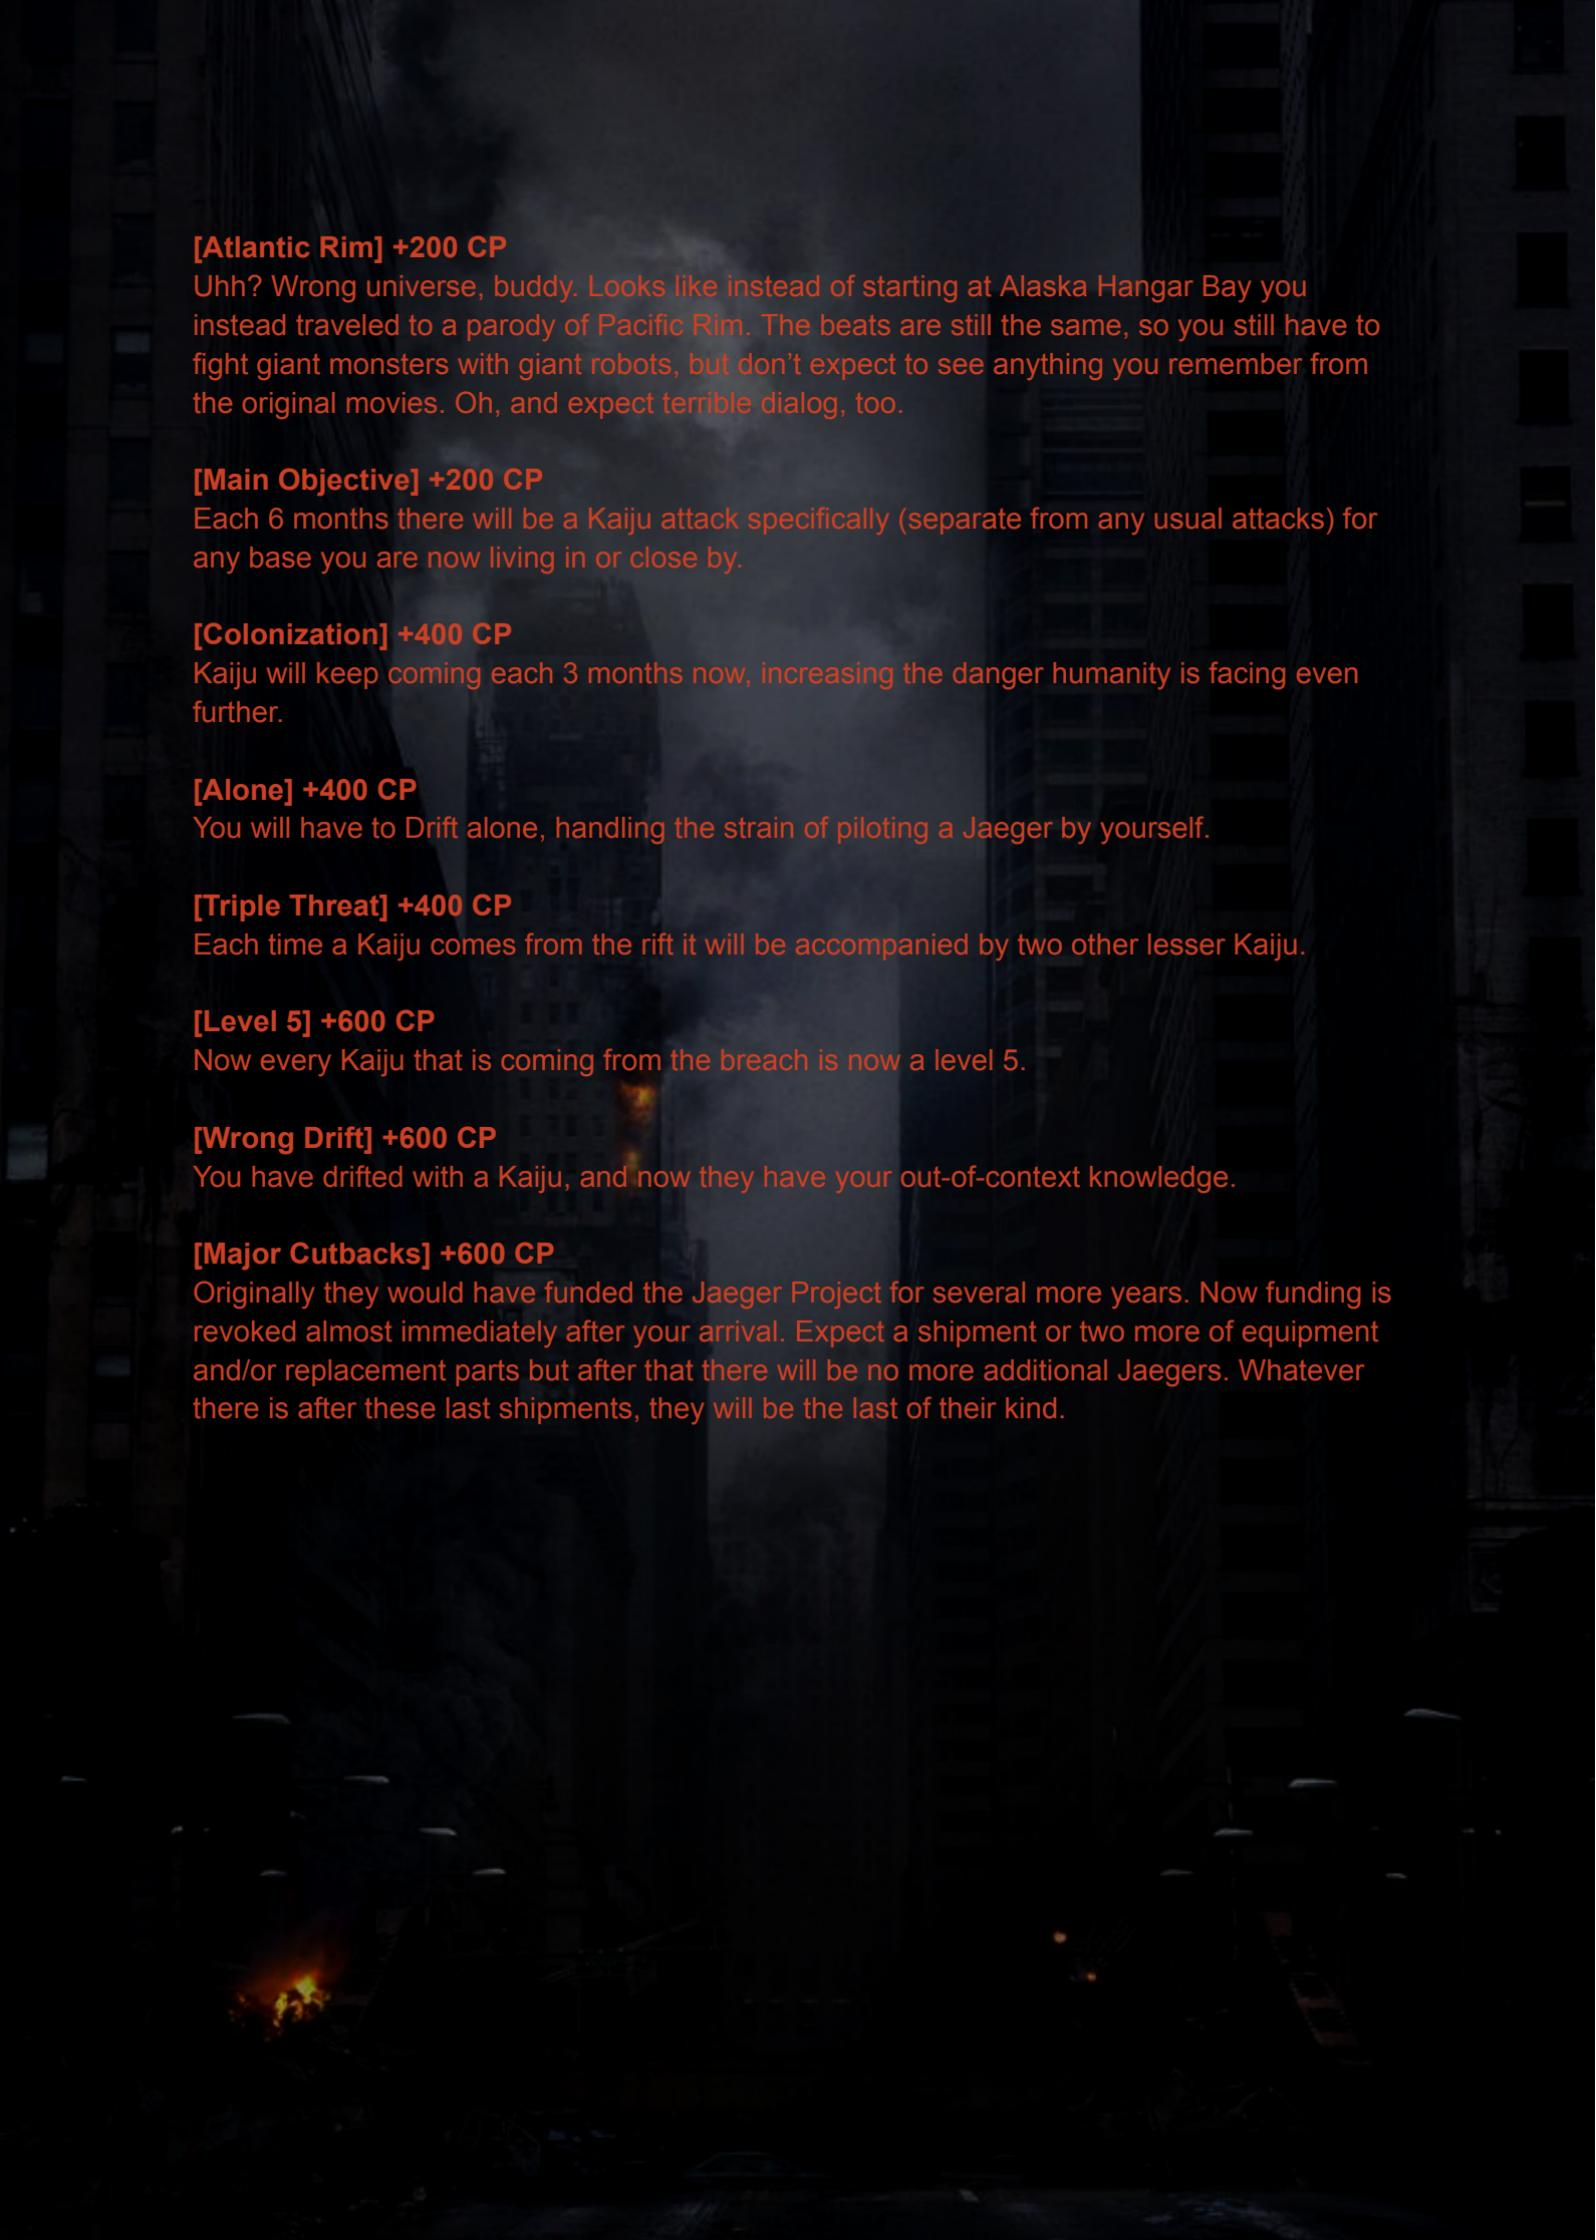 [Atlantic Rim] +200 CP
Uhh? Wrong universe, buddy. Looks like instead of starting at Alaska Hangar Bay you
instead traveled to a parody of Pacific Rim. The beats are still the same, so you still have to
fight giant monsters with giant robots, but don’t expect to see anything you remember from
the original movies. Oh, and expect terrible dialog, too.
[Main Objective] +200 CP
Each 6 months there will be a Kaiju attack specifically (separate from any usual attacks) for
any base you are now living in or close by.
[Colonization] +400 CP
Kaiju will keep coming each 3 months now, increasing the danger humanity is facing even
further.
[Alone] +400 CP
You will have to Drift alone, handling the strain of piloting a Jaeger by yourself.
[Triple Threat] +400 CP
Each time a Kaiju comes from the rift it will be accompanied by two other lesser Kaiju.
[Level 5] +600 CP
Now every Kaiju that is coming from the breach is now a level 5.
[Wrong Drift] +600 CP
You have drifted with a Kaiju, and now they have your out-of-context knowledge.
[Major Cutbacks] +600 CP
Originally they would have funded the Jaeger Project for several more years. Now funding is
revoked almost immediately after your arrival. Expect a shipment or two more of equipment
and/or replacement parts but after that there will be no more additional Jaegers. Whatever
there is after these last shipments, they will be the last of their kind.